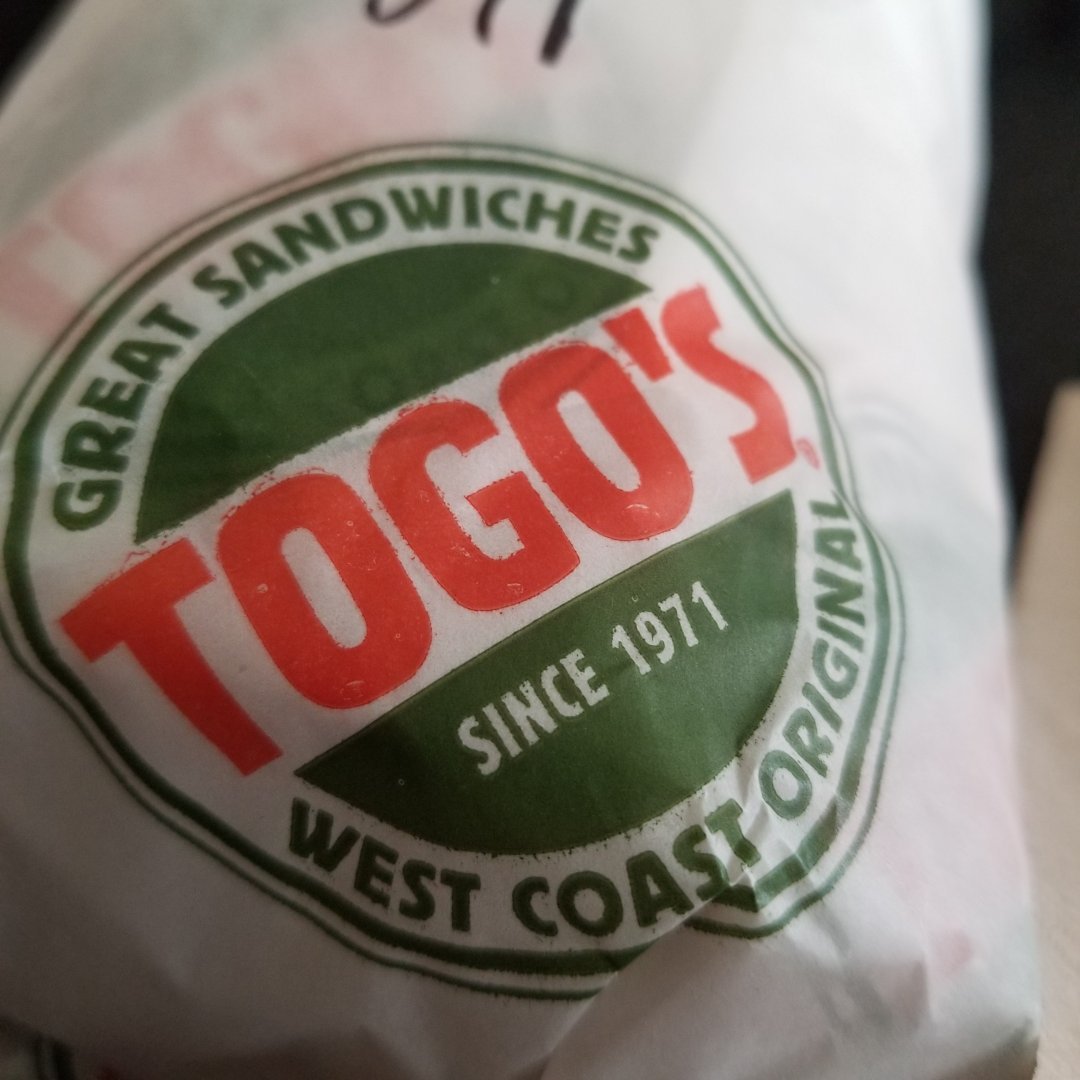 GREAT SANDWICHES
TOGO'S®
SINCE 1971
WEST COAST ORIGINAL